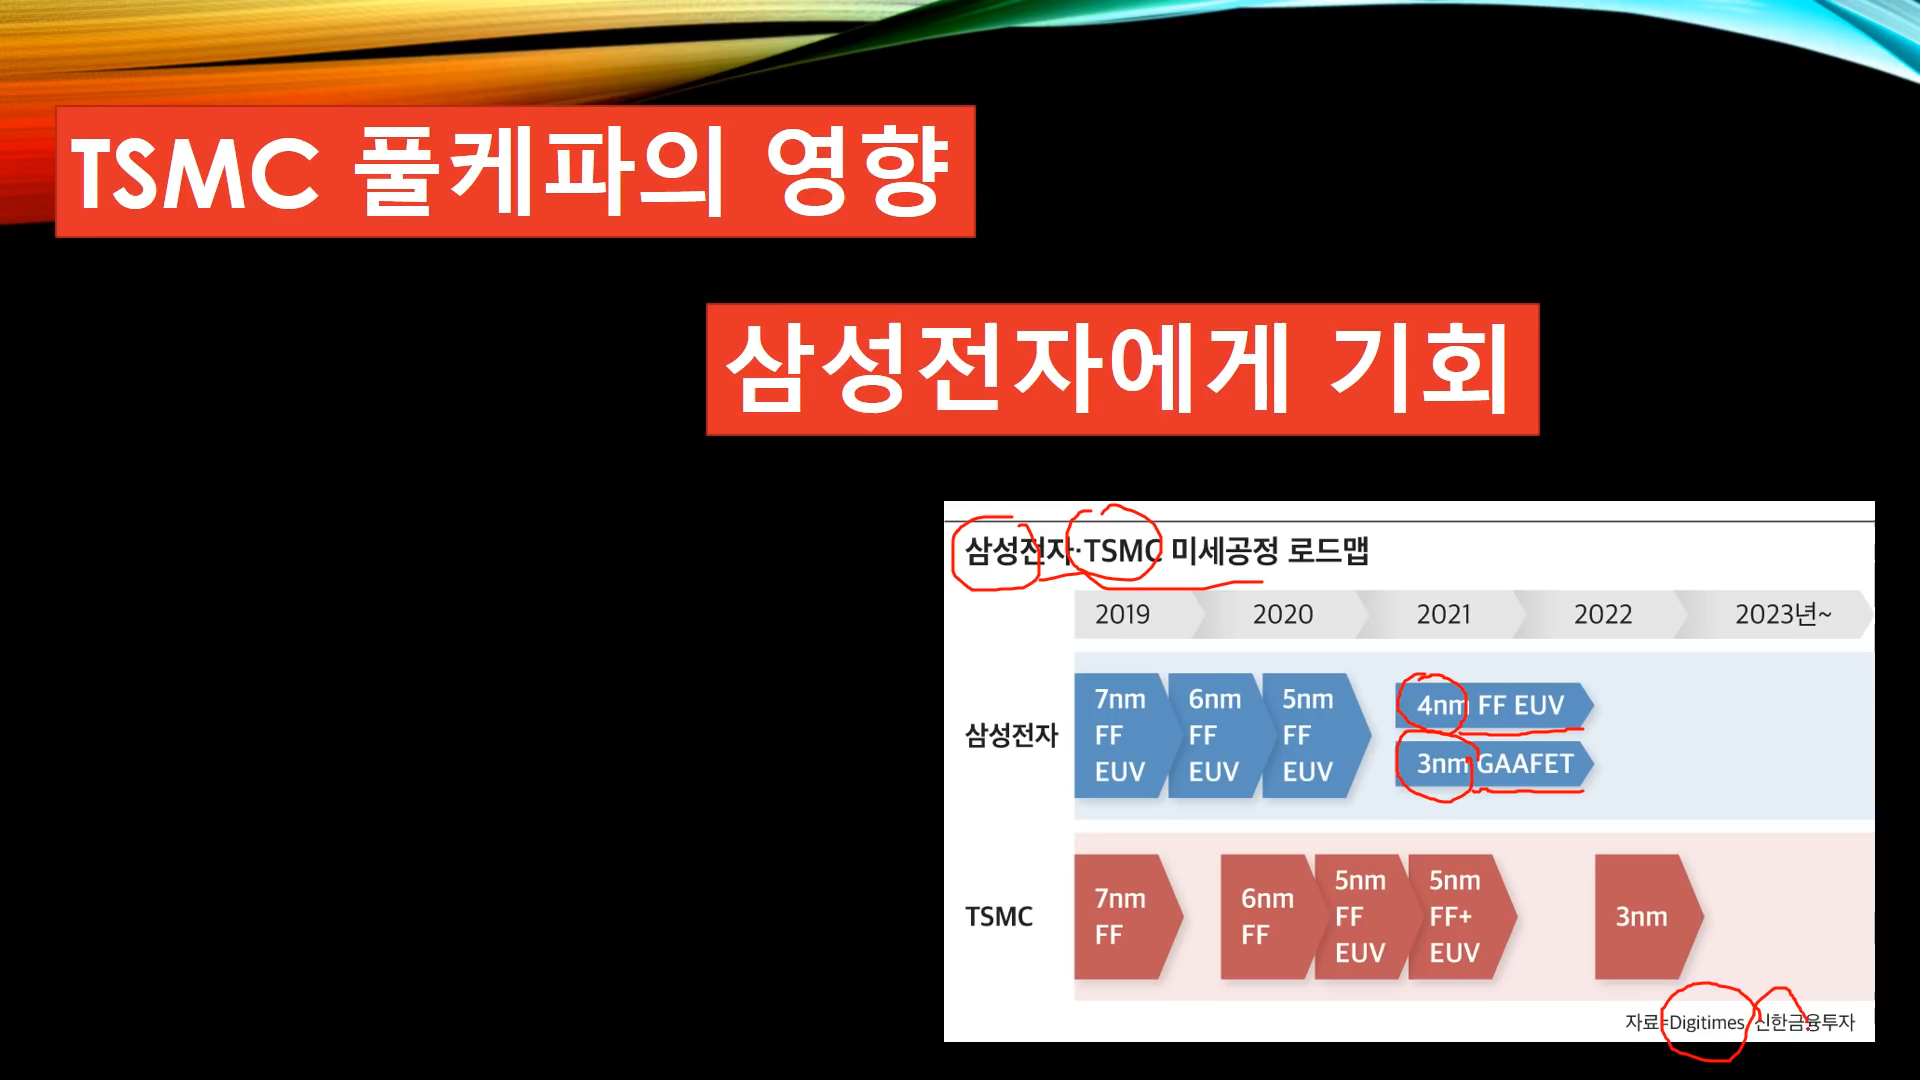 TSMC 풀케파의 영향
삼성전자에게 기회
삼성전자·TSMC 미세공정 로드맵
2019 2020 2021 2022 2023년~
삼성전자
7nm
FF
EUV
6nm
FF
EUV
5nm
FF
EUV
4nm FF EUV
3nm GAAFET
TSMC
7nm
FF
6nm
FF
5nm
FF
EUV
5nm
FF+
EUV
3nm
자료=Digitimes, 신한금융투자